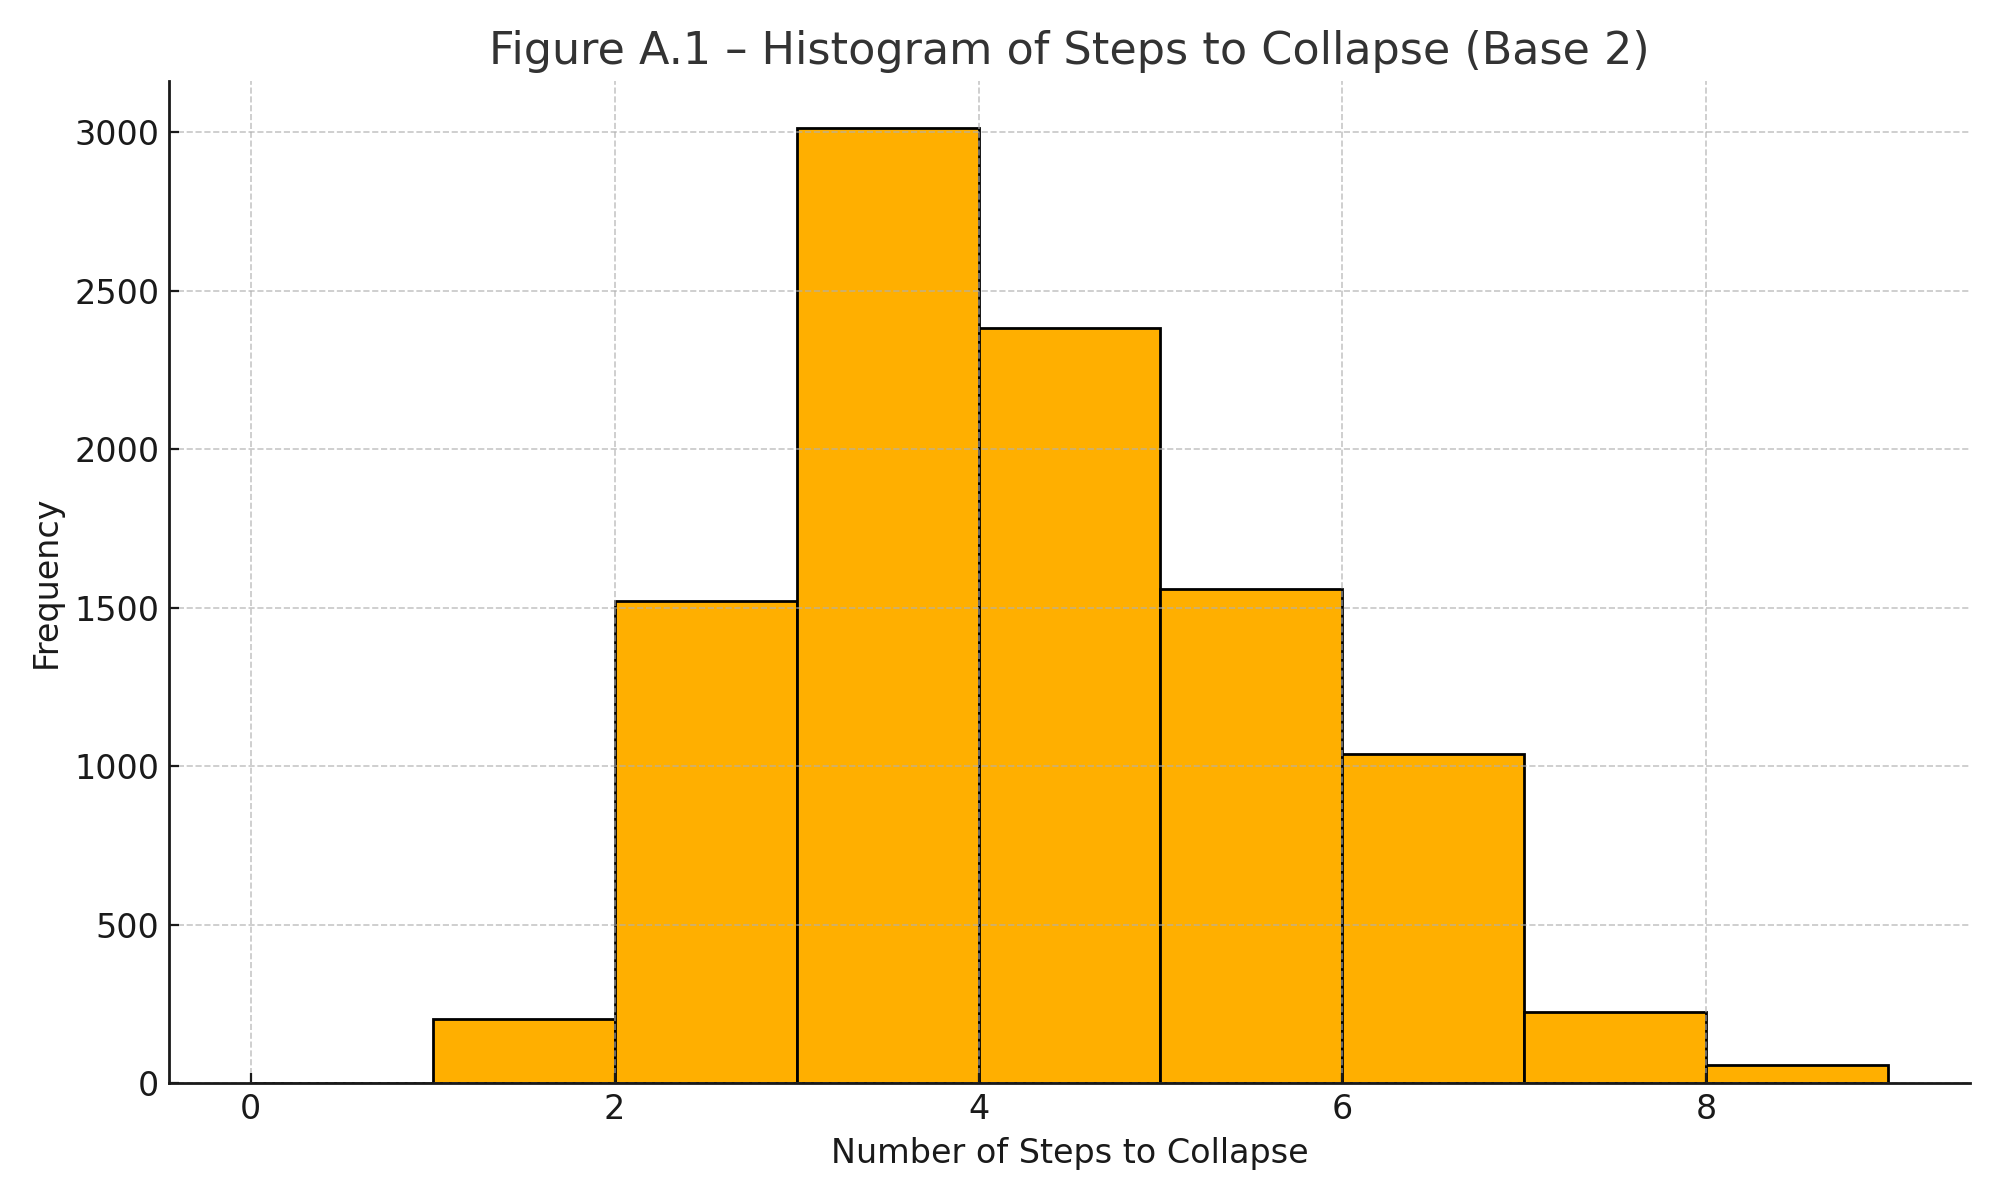 Figure A.1 – Histogram of Steps to Collapse (Base 2)
3000
2500
2000
1500
1000
500
0
Frequency
0 2 4 6 8
Number of Steps to Collapse